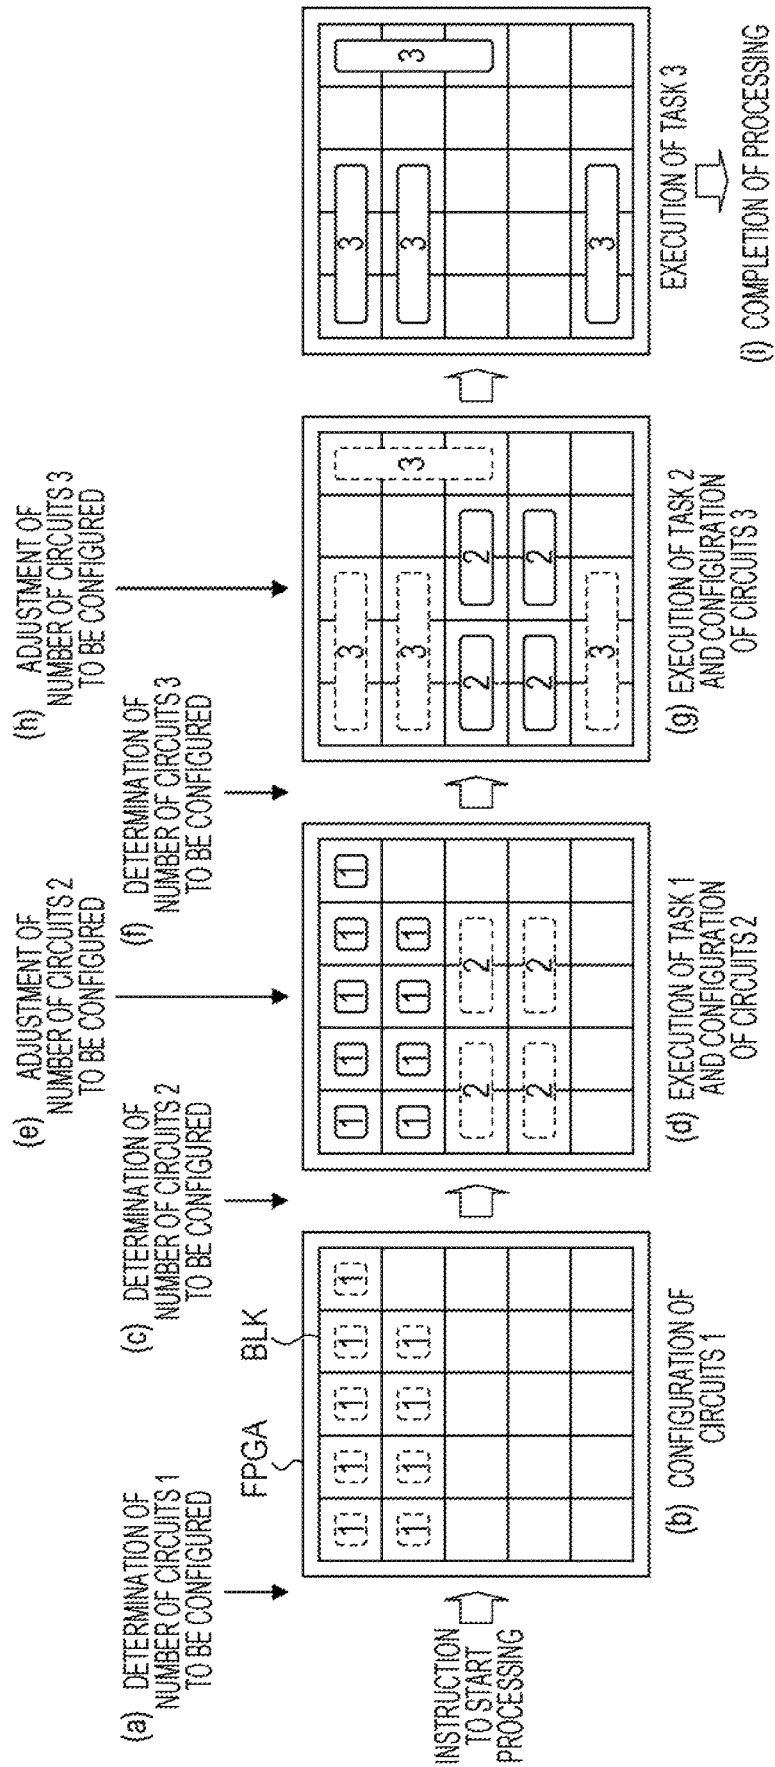 (a) DETERMINATION OF
NUMBER OF CIRCUITS 1
TO BE CONFIGURED
(c) DETERMINATION OF
NUMBER OF CIRCUITS 2
TO BE CONFIGURED
(e) ADJUSTMENT OF
NUMBER OF CIRCUITS 2
TO BE CONFIGURED
(f) DETERMINATION OF
NUMBER OF CIRCUITS 3
TO BE CONFIGURED
(h) ADJUSTMENT OF
NUMBER OF CIRCUITS 3
TO BE CONFIGURED
FPGA
BLK
INSTRUCTION
TO START
PROCESSING
1 1 1 1 1
1 1 1 1
(b) CONFIGURATION OF
CIRCUITS 1
1 1 1 1 1
1 1 1 1
2 2
2 2
(d) EXECUTION OF TASK 1
AND CONFIGURATION
OF CIRCUITS 2
3
3 3
2 2
2 2
3
(g) EXECUTION OF TASK 2
AND CONFIGURATION
OF CIRCUITS 3
3
3 3
3
EXECUTION OF TASK 3
(i) COMPLETION OF PROCESSING